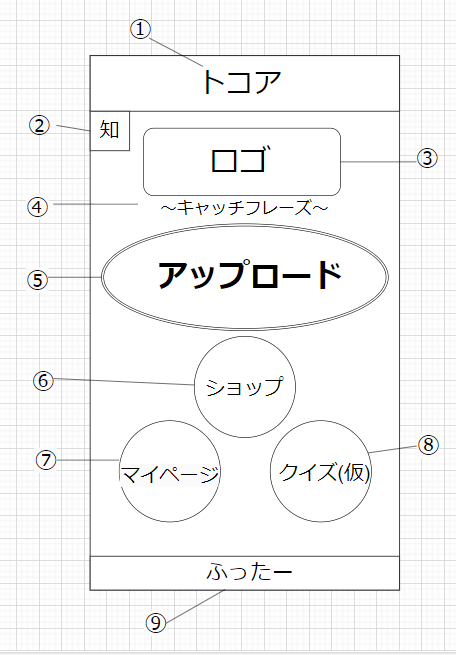 ①
トコア
②
知
ロゴ
③
④
～キャッチフレーズ～
⑤
アップロード
⑥
ショップ
⑦
マイページ
クイズ(仮)
⑧
ふったー
⑨